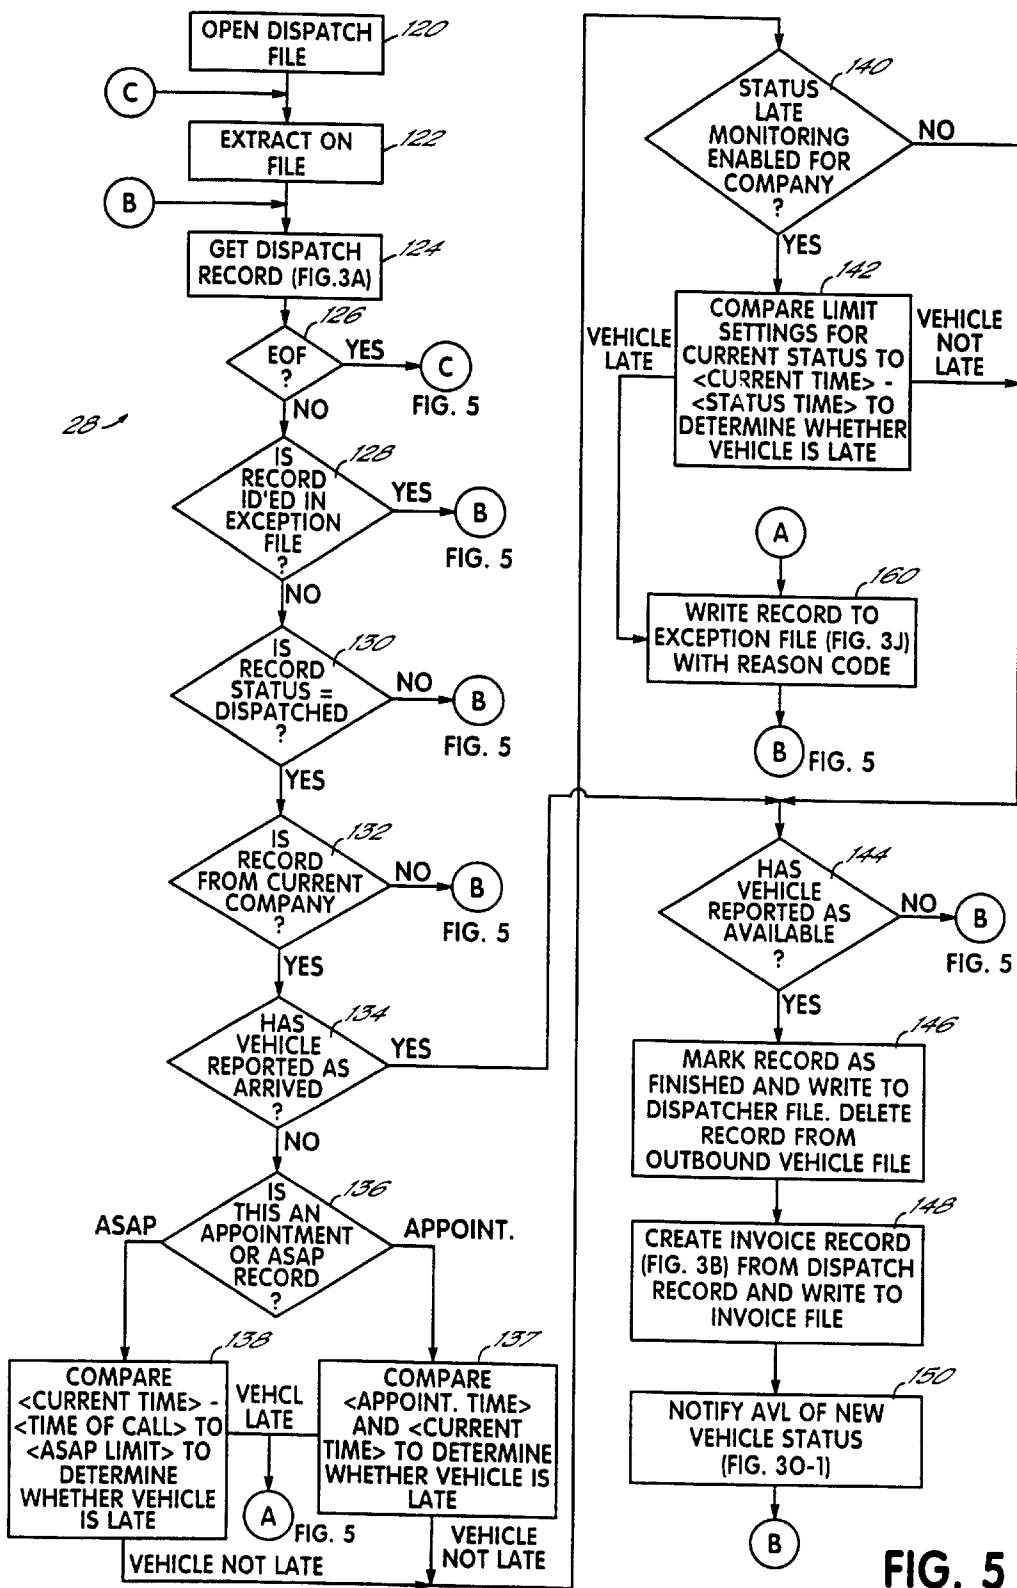 OPEN DISPATCH
FILE
120
C
EXTRACT ON
FILE
122
B
GET DISPATCH
RECORD (FIG.3A)
124
126
EOF
?
YES
C
FIG. 5
NO
28
128
IS
RECORD
ID'ED IN
EXCEPTION
FILE
?
YES
B
FIG. 5
NO
130
IS
RECORD
STATUS =
DISPATCHED
?
NO
B
FIG. 5
YES
132
IS
RECORD
FROM CURRENT
COMPANY
?
NO
B
FIG. 5
YES
134
HAS
VEHICLE
REPORTED AS
ARRIVED
?
YES
NO
136
IS
THIS AN
APPOINTMENT
OR ASAP
RECORD
?
ASAP
APPOINT.
138
COMPARE
<CURRENT TIME> -
<TIME OF CALL> TO
<ASAP LIMIT> TO
DETERMINE
WHETHER VEHICLE
IS LATE
VEHCL
LATE
A
FIG. 5
137
COMPARE
<APPOINT. TIME>
AND <CURRENT
TIME> TO DETERMINE
WHETHER VEHICLE IS
LATE
VEHICLE NOT LATE
VEHICLE
NOT LATE
140
STATUS
LATE
MONITORING
ENABLED FOR
COMPANY
?
NO
YES
142
COMPARE LIMIT
SETTINGS FOR
CURRENT STATUS TO
<CURRENT TIME> -
<STATUS TIME> TO
DETERMINE WHETHER
VEHICLE IS LATE
VEHICLE
LATE
VEHICLE
NOT
LATE
A
160
WRITE RECORD TO
EXCEPTION FILE (FIG. 3J)
WITH REASON CODE
B
FIG. 5
144
HAS
VEHICLE
REPORTED AS
AVAILABLE
?
NO
B
FIG. 5
YES
146
MARK RECORD AS
FINISHED AND WRITE TO
DISPATCHER FILE. DELETE
RECORD FROM
OUTBOUND VEHICLE FILE
148
CREATE INVOICE RECORD
(FIG. 3B) FROM DISPATCH
RECORD AND WRITE TO
INVOICE FILE
150
NOTIFY AVL OF NEW
VEHICLE STATUS
(FIG. 3O-1)
B
FIG. 5